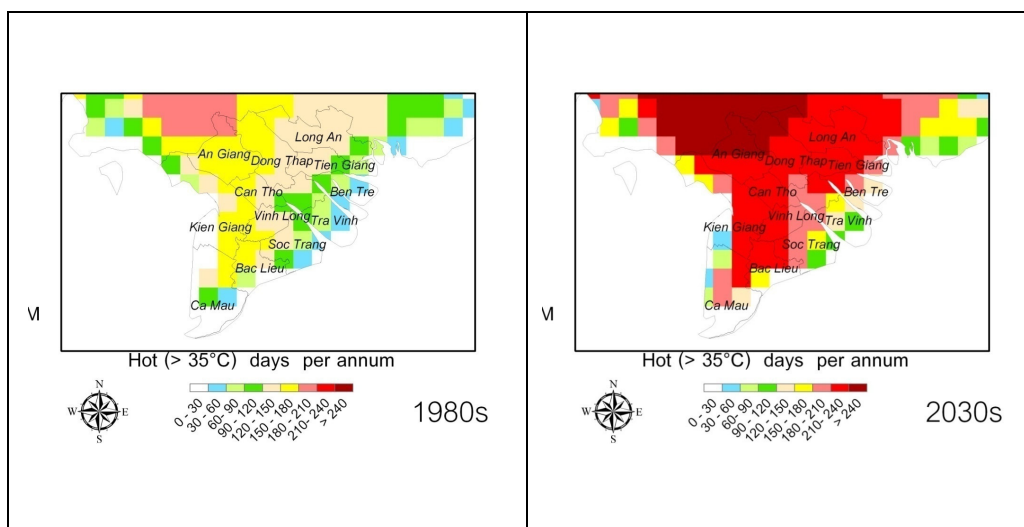 Long An
An Giang
Dong Thap
Tien Giang
Can Tho
Ben Tre
Vinh Long
Tra Vinh
Kien Giang
Soc Trang
Bac Lieu
Ca Mau
M
Hot (> 35°C) days per annum
N
W E
S
0 - 30
30 - 60
60 - 90
90 - 120
120 - 150
150 - 180
180 - 210
210 - 240
> 240
1980s
Long An
An Giang
Dong Thap
Tien Giang
Can Tho
Ben Tre
Vinh Long
Tra Vinh
Kien Giang
Soc Trang
Bac Lieu
Ca Mau
M
Hot (> 35°C) days per annum
N
W E
S
0 - 30
30 - 60
60 - 90
90 - 120
120 - 150
150 - 180
180 - 210
210 - 240
> 240
2030s